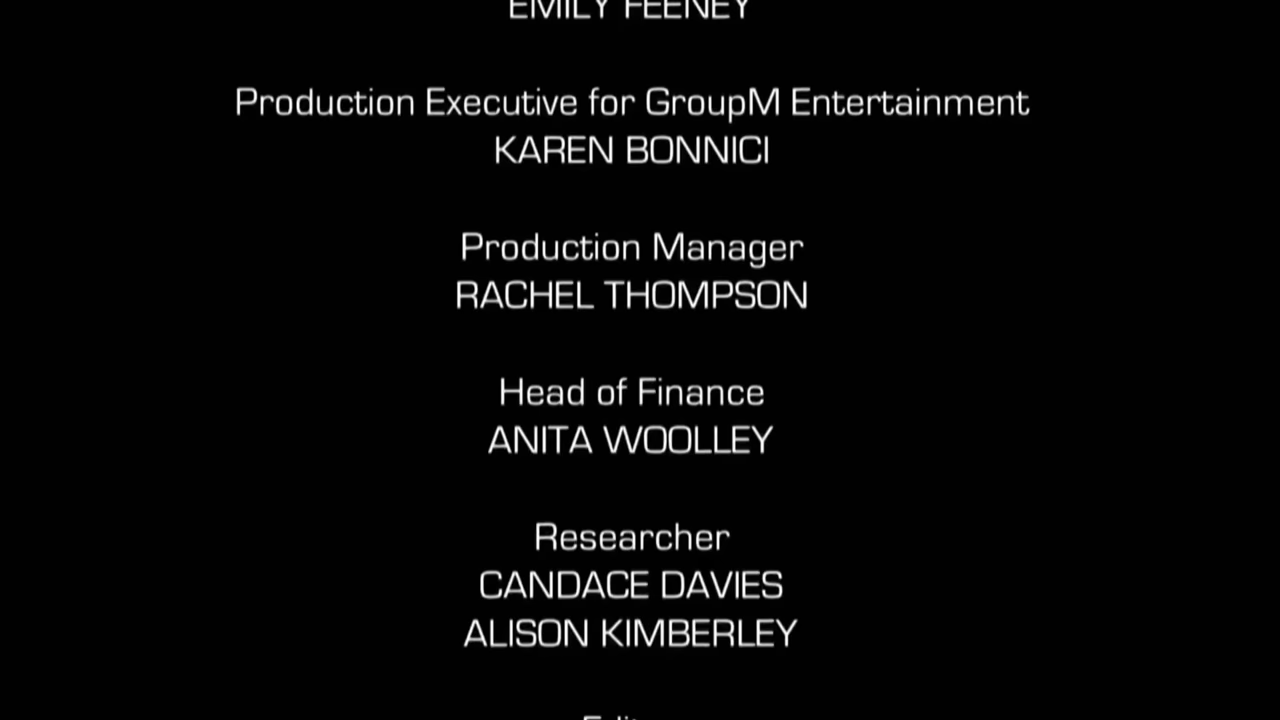 EMILY FEENEY
Production Executive for GroupM Entertainment
KAREN BONNICI
Production Manager
RACHEL THOMPSON
Head of Finance
ANITA WOOLLEY
Researcher
CANDACE DAVIES
ALISON KIMBERLEY